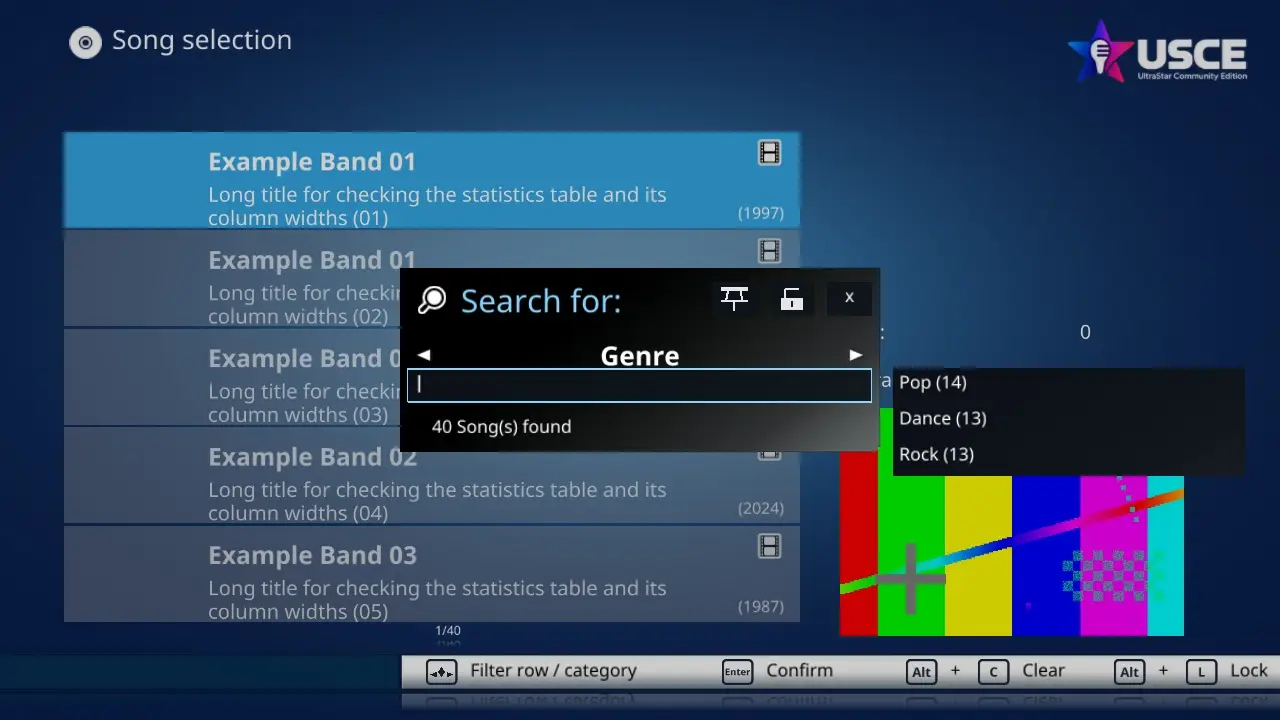 Song selection
USCE
UltraStar Community Edition
Example Band 01
Long title for checking the statistics table and its
column widths (01)
(1997)
Example Band 01
Long title for
column widths (02)
Example Band
Long title for
column widths (03)
Example Band 02
Long title for checking the statistics table and its
column widths (04)
(2024)
Example Band 03
Long title for checking the statistics table and its
column widths (05)
(1987)
1/40
Search for:
x
Genre
40 Song(s) found
: 0
Pop (14)
Dance (13)
Rock (13)
Filter row / category
Enter Confirm
Alt + C Clear
Alt + L Lock